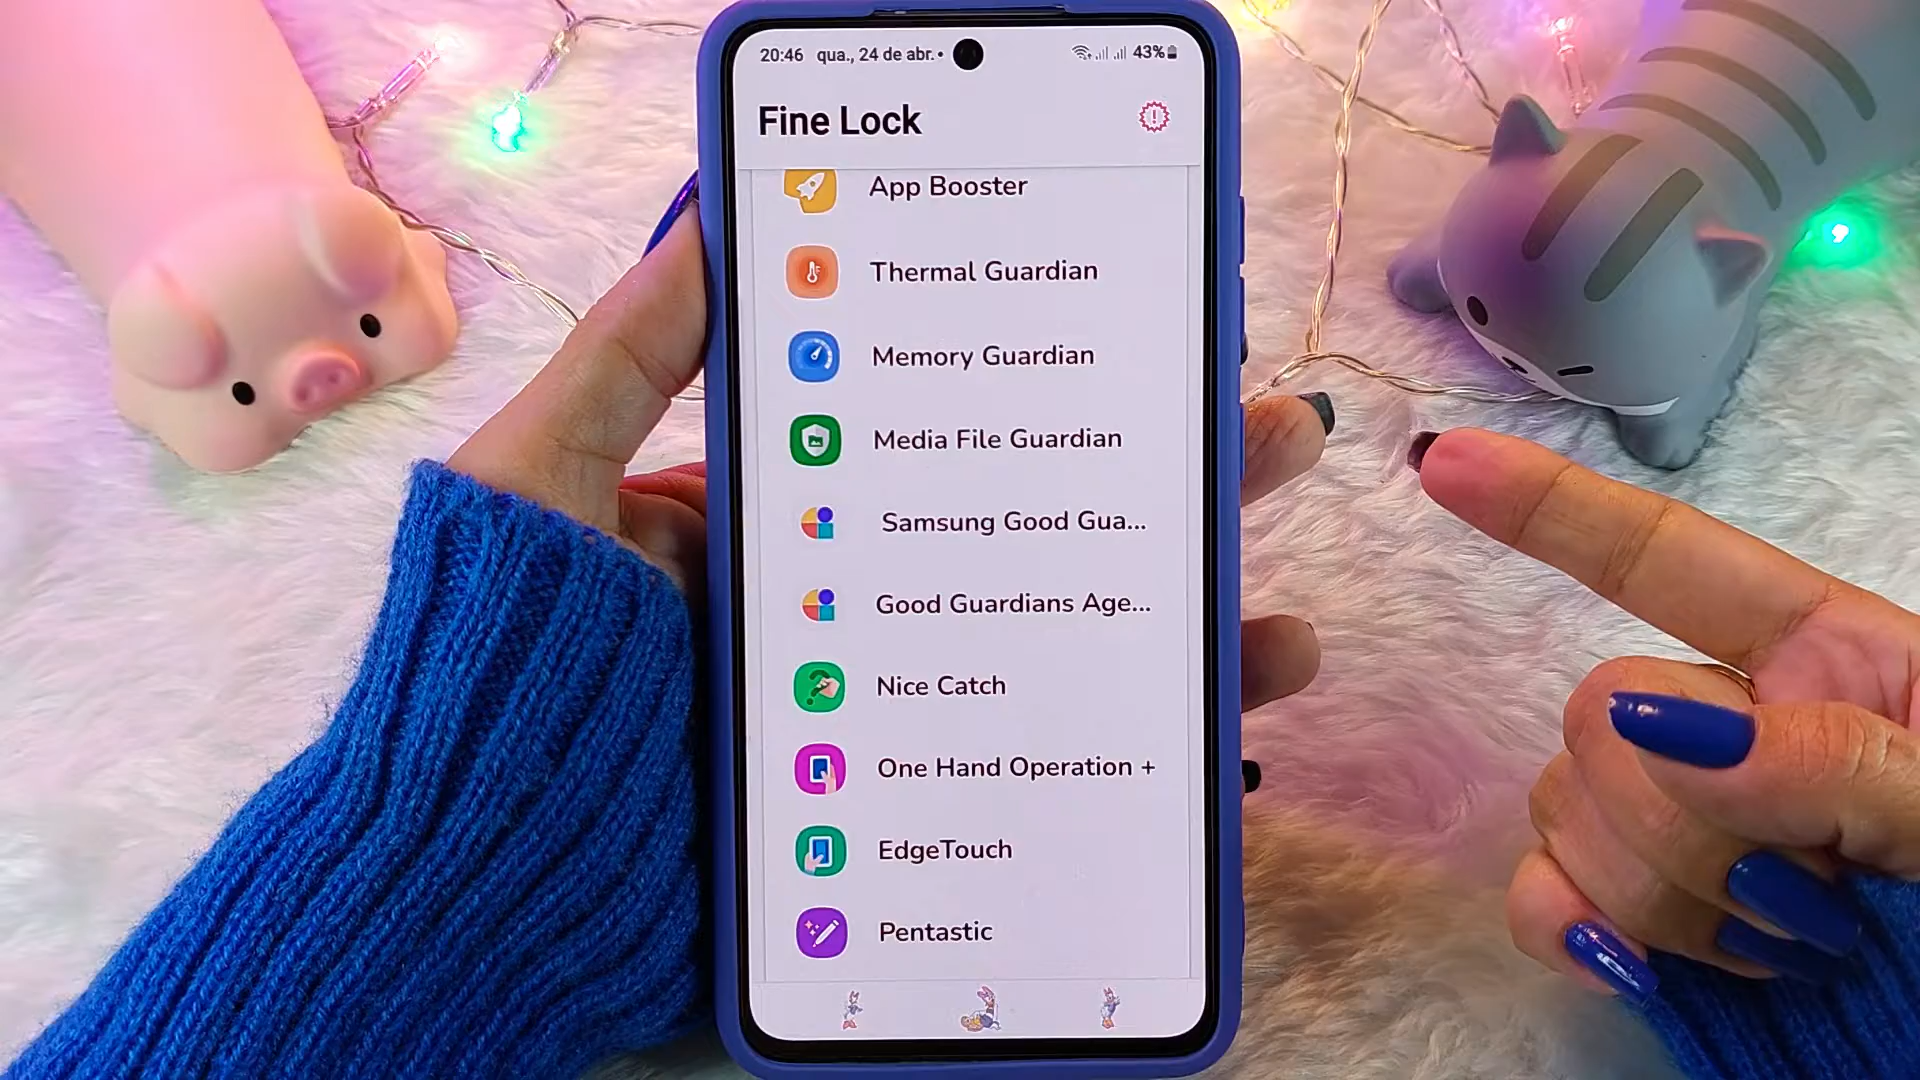 20:46 qua., 24 de abr. • 43%
Fine Lock
App Booster
Thermal Guardian
Memory Guardian
Media File Guardian
Samsung Good Gua...
Good Guardians Age...
Nice Catch
One Hand Operation +
EdgeTouch
Pentastic